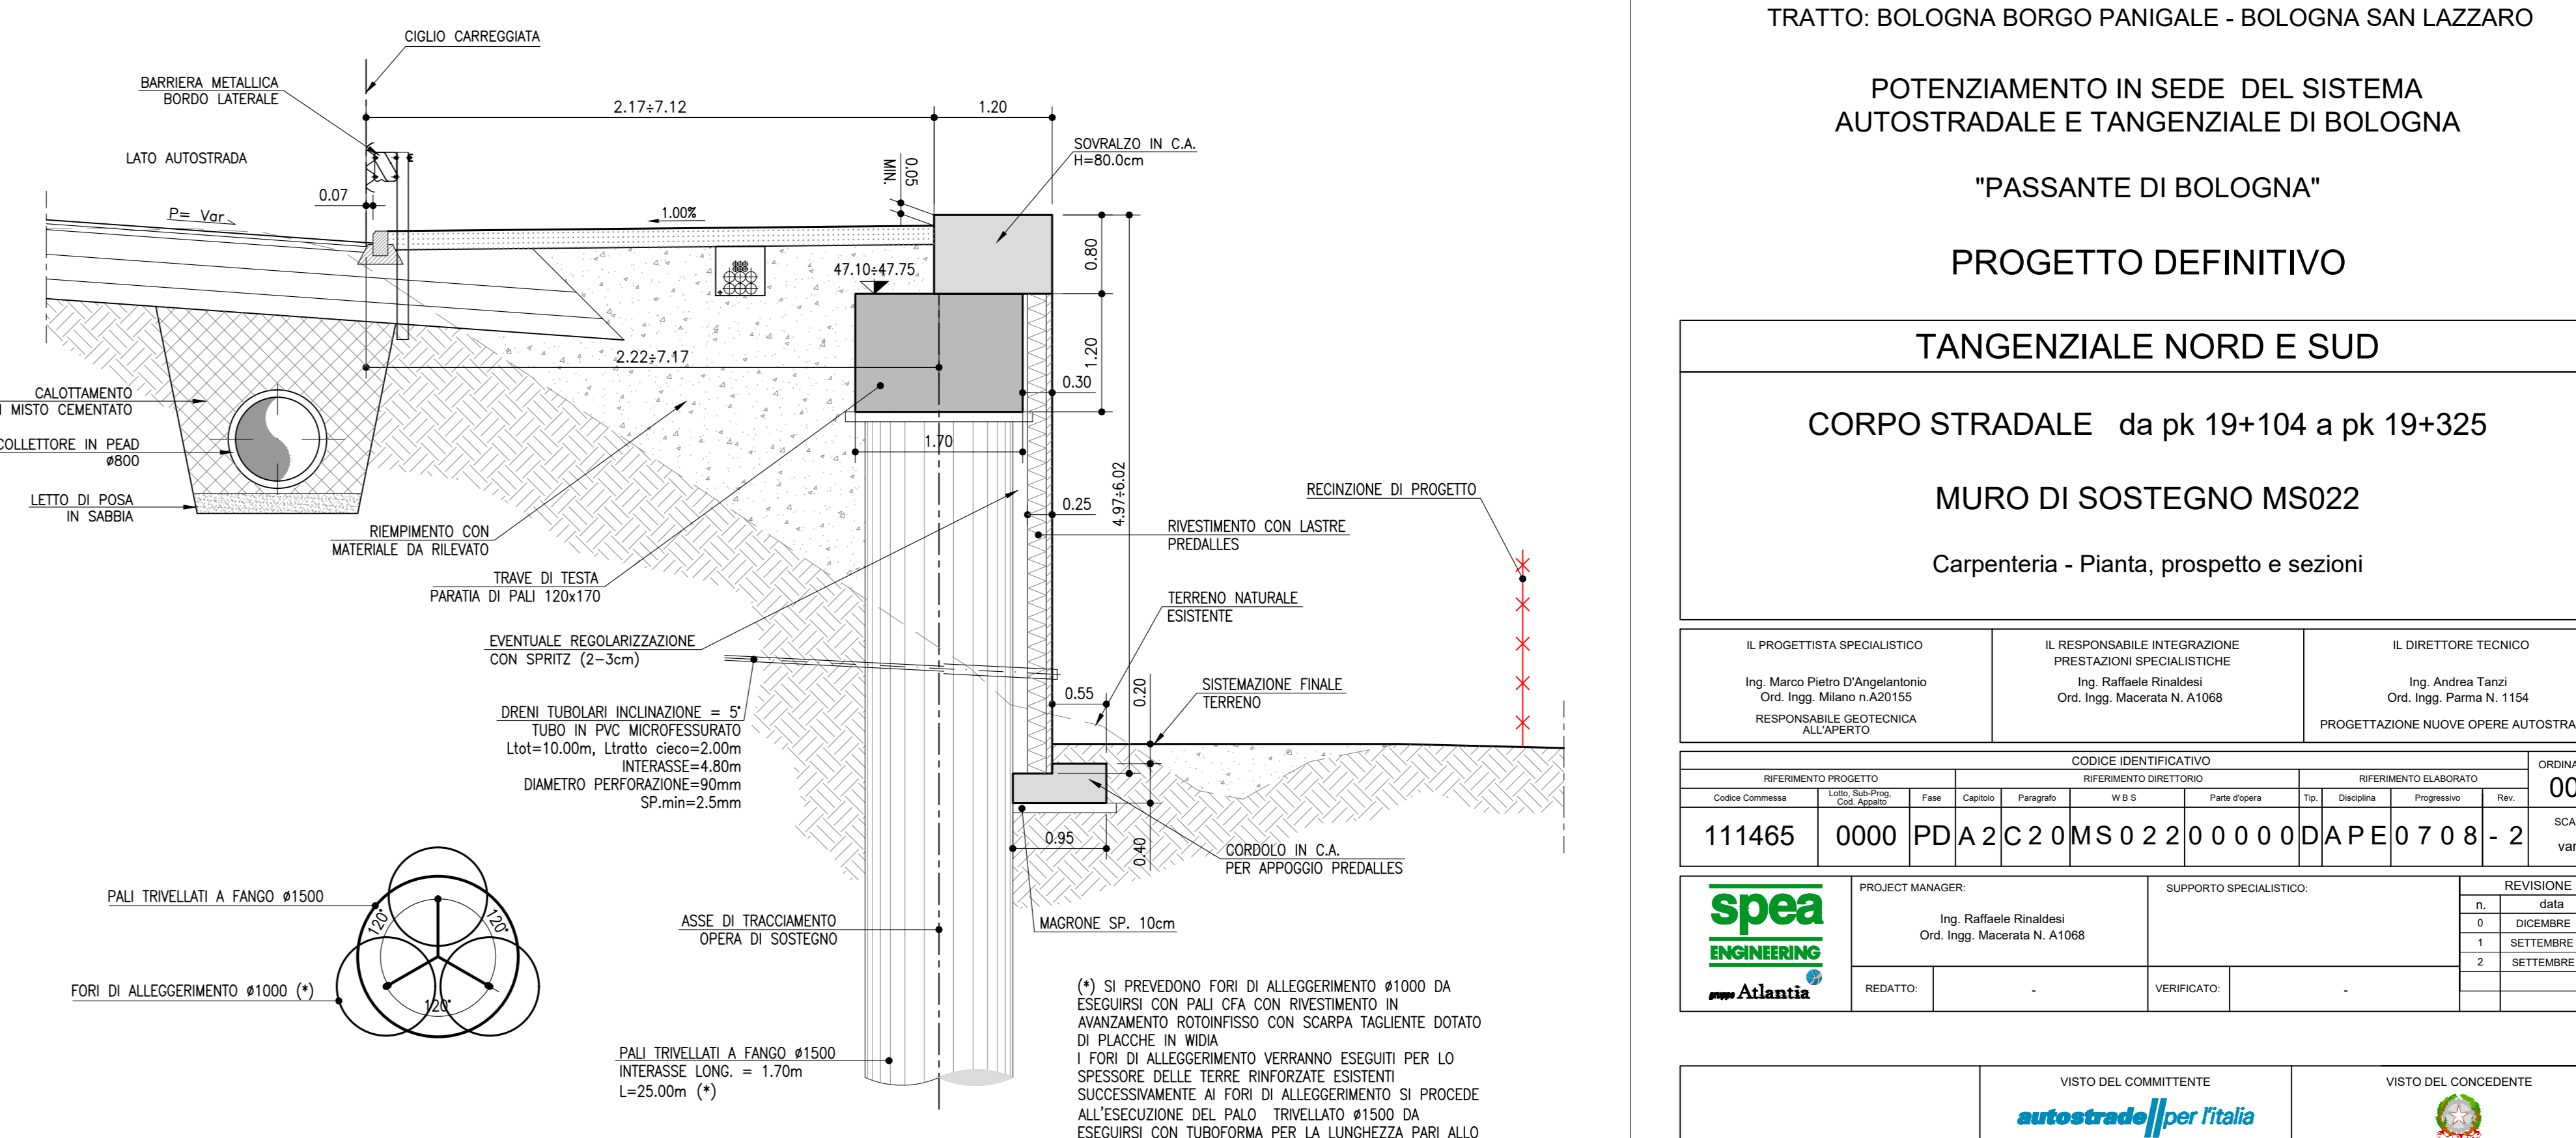 CIGLIO CARREGGIATA
BARRIERA METALLICA
BORDO LATERALE
LATO AUTOSTRADA
2.17÷7.12
1.20
SOVRALZO IN C.A.
H=80.0cm
0.05
MIN.
0.07
P= Var
1.00%
47.10÷47.75
0.80
1.20
2.22÷7.17
0.30
CALOTTAMENTO
MISTO CEMENTATO
COLLETTORE IN PEAD
ø800
LETTO DI POSA
IN SABBIA
1.70
4.97÷6.02
0.25
RECINZIONE DI PROGETTO
RIVESTIMENTO CON LASTRE
PREDALLES
RIEMPIMENTO CON
MATERIALE DA RILEVATO
TRAVE DI TESTA
PARATIA DI PALI 120x170
TERRENO NATURALE
ESISTENTE
EVENTUALE REGOLARIZZAZIONE
CON SPRITZ (2-3cm)
0.55
0.20
SISTEMAZIONE FINALE
TERRENO
DRENI TUBOLARI INCLINAZIONE = 5°
TUBO IN PVC MICROFESSURATO
Ltot=10.00m, Ltratto cieco=2.00m
INTERASSE=4.80m
DIAMETRO PERFORAZIONE=90mm
SP.min=2.5mm
0.95
0.40
CORDOLO IN C.A.
PER APPOGGIO PREDALLES
MAGRONE SP. 10cm
ASSE DI TRACCIAMENTO
OPERA DI SOSTEGNO
PALI TRIVELLATI A FANGO ø1500
120°
120°
120°
FORI DI ALLEGGERIMENTO ø1000 (*)
PALI TRIVELLATI A FANGO ø1500
INTERASSE LONG. = 1.70m
L=25.00m (*)
(*) SI PREVEDONO FORI DI ALLEGGERIMENTO ø1000 DA
ESEGUIRSI CON PALI CFA CON RIVESTIMENTO IN
AVANZAMENTO ROTOINFISSO CON SCARPA TAGLIENTE DOTATO
DI PLACCHE IN WIDIA
I FORI DI ALLEGGERIMENTO VERRANNO ESEGUITI PER LO
SPESSORE DELLE TERRE RINFORZATE ESISTENTI
SUCCESSIVAMENTE AI FORI DI ALLEGGERIMENTO SI PROCEDE
ALL'ESECUZIONE DEL PALO TRIVELLATO ø1500 DA
ESEGUIRSI CON TUBOFORMA PER LA LUNGHEZZA PARI ALLO
TRATTO: BOLOGNA BORGO PANIGALE - BOLOGNA SAN LAZZARO
POTENZIAMENTO IN SEDE DEL SISTEMA
AUTOSTRADALE E TANGENZIALE DI BOLOGNA
"PASSANTE DI BOLOGNA"
PROGETTO DEFINITIVO
TANGENZIALE NORD E SUD
CORPO STRADALE da pk 19+104 a pk 19+325
MURO DI SOSTEGNO MS022
Carpenteria - Pianta, prospetto e sezioni
IL PROGETTISTA SPECIALISTICO
Ing. Marco Pietro D'Angelantonio
Ord. Ingg. Milano n.A20155
RESPONSABILE GEOTECNICA
ALL'APERTO
IL RESPONSABILE INTEGRAZIONE
PRESTAZIONI SPECIALISTICHE
Ing. Raffaele Rinaldesi
Ord. Ingg. Macerata N. A1068
IL DIRETTORE TECNICO
Ing. Andrea Tanzi
Ord. Ingg. Parma N. 1154
PROGETTAZIONE NUOVE OPERE AUTOSTRA
CODICE IDENTIFICATIVO
ORDINA
RIFERIMENTO PROGETTO RIFERIMENTO DIRETTORIO RIFERIMENTO ELABORATO
00
Codice Commessa Lotto, Sub-Prog, Cod. Appalto Fase Capitolo Paragrafo W B S Parte d'opera Tip. Disciplina Progressivo Rev.
111465 0000 PD A2 C20 MS022 00000 D APE 0708 - 2
SCA
var
spea
ENGINEERING
gruppo Atlantia
PROJECT MANAGER:
Ing. Raffaele Rinaldesi
Ord. Ingg. Macerata N. A1068
SUPPORTO SPECIALISTICO:
REDATTO: -
VERIFICATO: -
REVISIONE
n. data
0 DICEMBRE
1 SETTEMBRE
2 SETTEMBRE
VISTO DEL COMMITTENTE
autostrade per l'italia
VISTO DEL CONCEDENTE